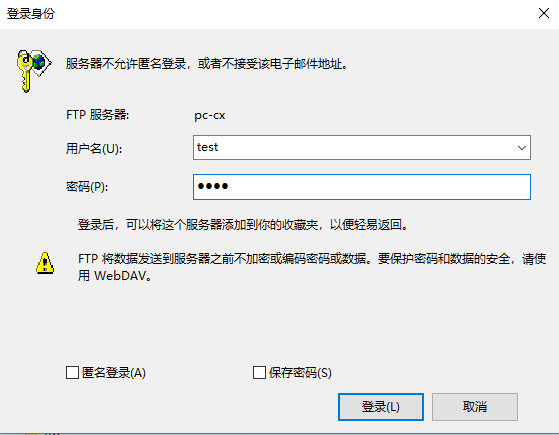 登录身份
服务器不允许匿名登录，或者不接受该电子邮件地址。
FTP 服务器:
pc-cx
用户名(U):
test
密码(P):
●●●●
登录后，可以将这个服务器添加到你的收藏夹，以便轻易返回。
FTP 将数据发送到服务器之前不加密或编码密码或数据。要保护密码和数据的安全，请使
用 WebDAV。
匿名登录(A)
保存密码(S)
登录(L)
取消